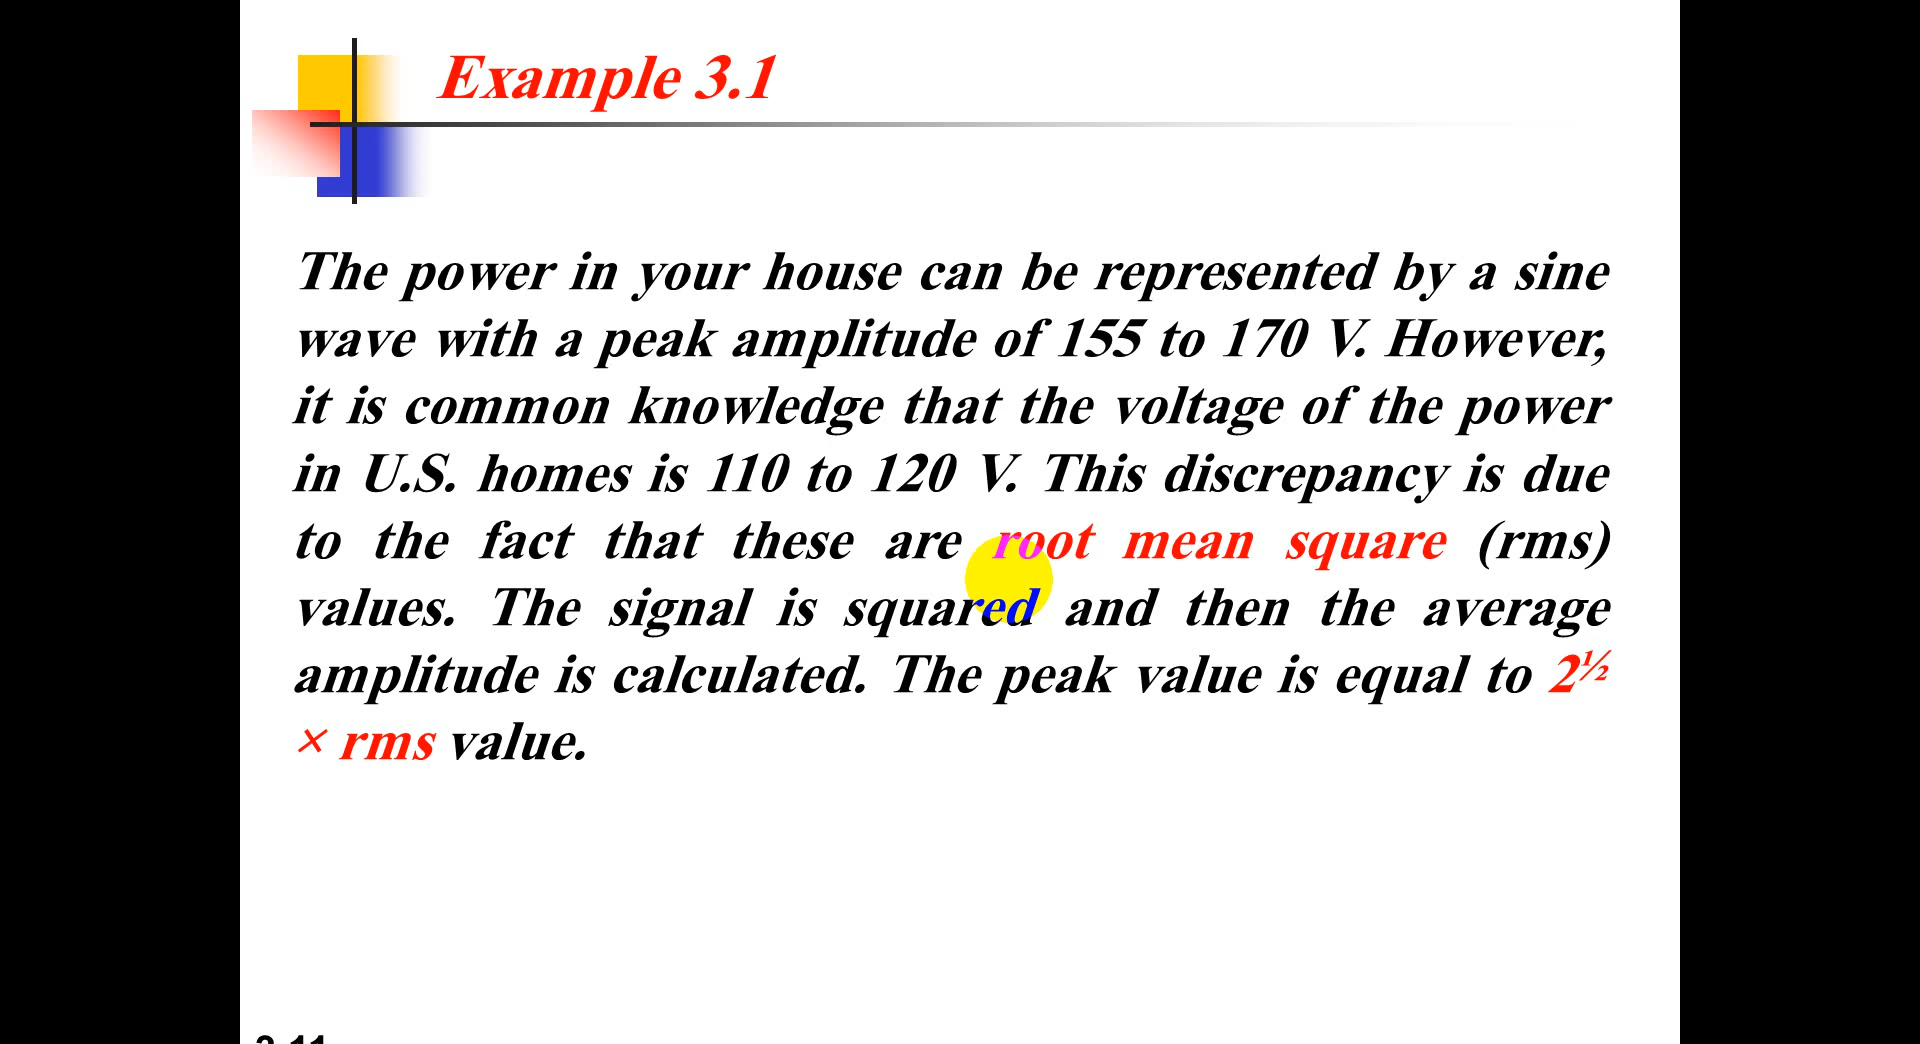 Example 3.1
The power in your house can be represented by a sine
wave with a peak amplitude of 155 to 170 V. However,
it is common knowledge that the voltage of the power
in U.S. homes is 110 to 120 V. This discrepancy is due
to the fact that these are root mean square (rms)
values. The signal is squared and then the average
amplitude is calculated. The peak value is equal to 2½
× rms value.